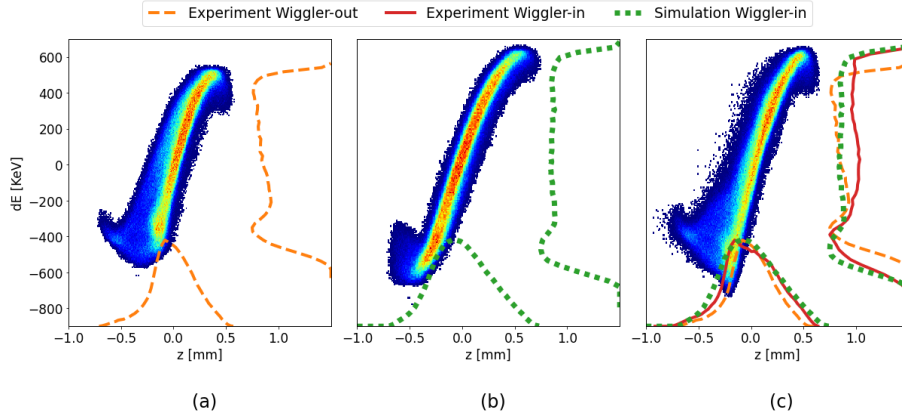 Experiment Wiggler-out Experiment Wiggler-in Simulation Wiggler-in
dE [KeV]
600
400
200
0
−200
−400
−600
−800
−1.0 −0.5 0.0 0.5 1.0
−1.0 −0.5 0.0 0.5 1.0
−1.0 −0.5 0.0 0.5 1.0
z [mm] z [mm] z [mm]
(a) (b) (c)